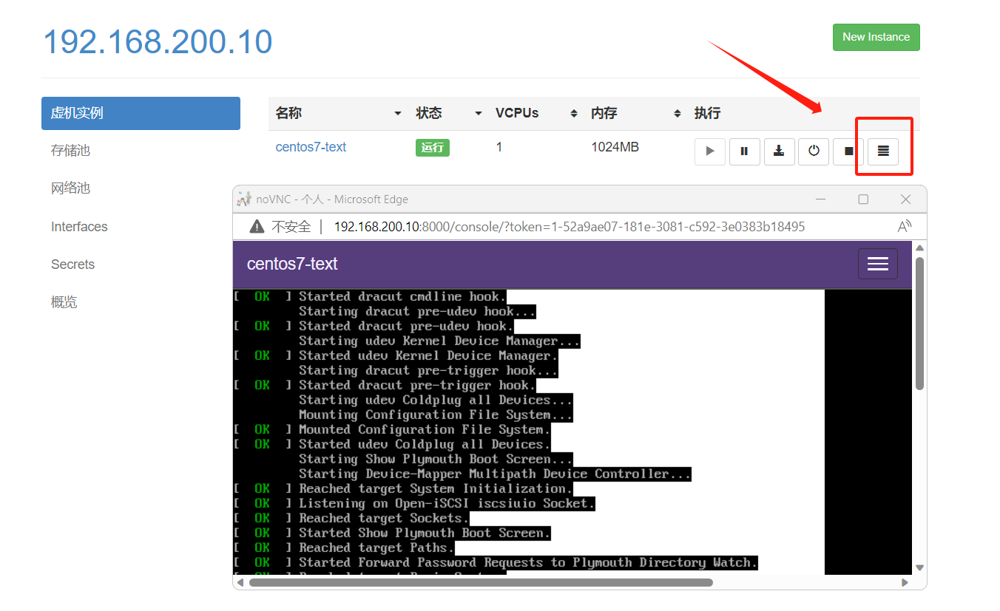 192.168.200.10
New Instance
虚机实例
存储池
网络池
Interfaces
Secrets
概览
名称 状态 VCPUs 内存 执行
centos7-text 运行 1 1024MB
noVNC - 个人 - Microsoft Edge
不安全 192.168.200.10:8000/console/?token=1-52a9ae07-181e-3081-c592-3e0383b18495
centos7-text
[ OK ] Started dracut cmdline hook.
Starting dracut pre-udev hook...
[ OK ] Started dracut pre-udev hook.
Starting udev Kernel Device Manager...
[ OK ] Started udev Kernel Device Manager.
Starting dracut pre-trigger hook...
[ OK ] Started dracut pre-trigger hook.
Starting udev Coldplug all Devices...
Mounting Configuration File System...
[ OK ] Mounted Configuration File System.
[ OK ] Started udev Coldplug all Devices.
Starting Show Plymouth Boot Screen...
Starting Device-Mapper Multipath Device Controller...
[ OK ] Reached target System Initialization.
[ OK ] Listening on Open-iSCSI iscsiuio Socket.
[ OK ] Reached target Sockets.
[ OK ] Started Show Plymouth Boot Screen.
[ OK ] Reached target Paths.
[ OK ] Started Forward Password Requests to Plymouth Directory Watch.